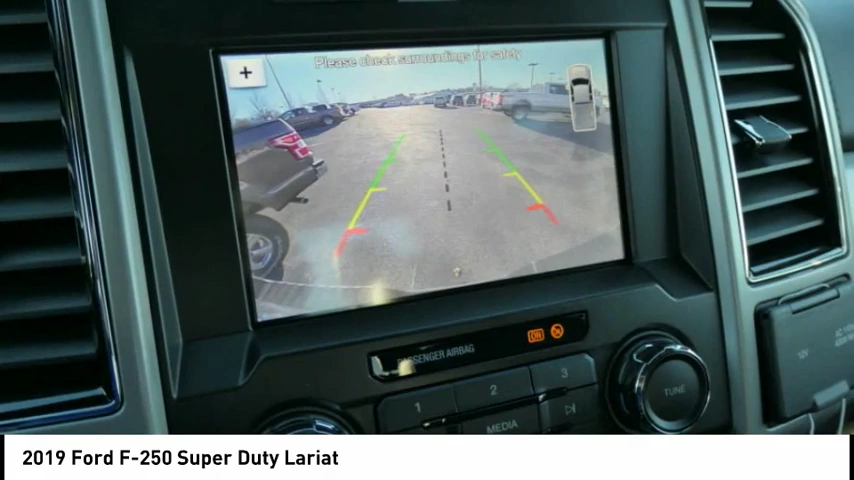 Please check surroundings for safety
+
PASSENGER AIRBAG
ON
1 2 3
MEDIA
TUNE
12V
2019 Ford F-250 Super Duty Lariat